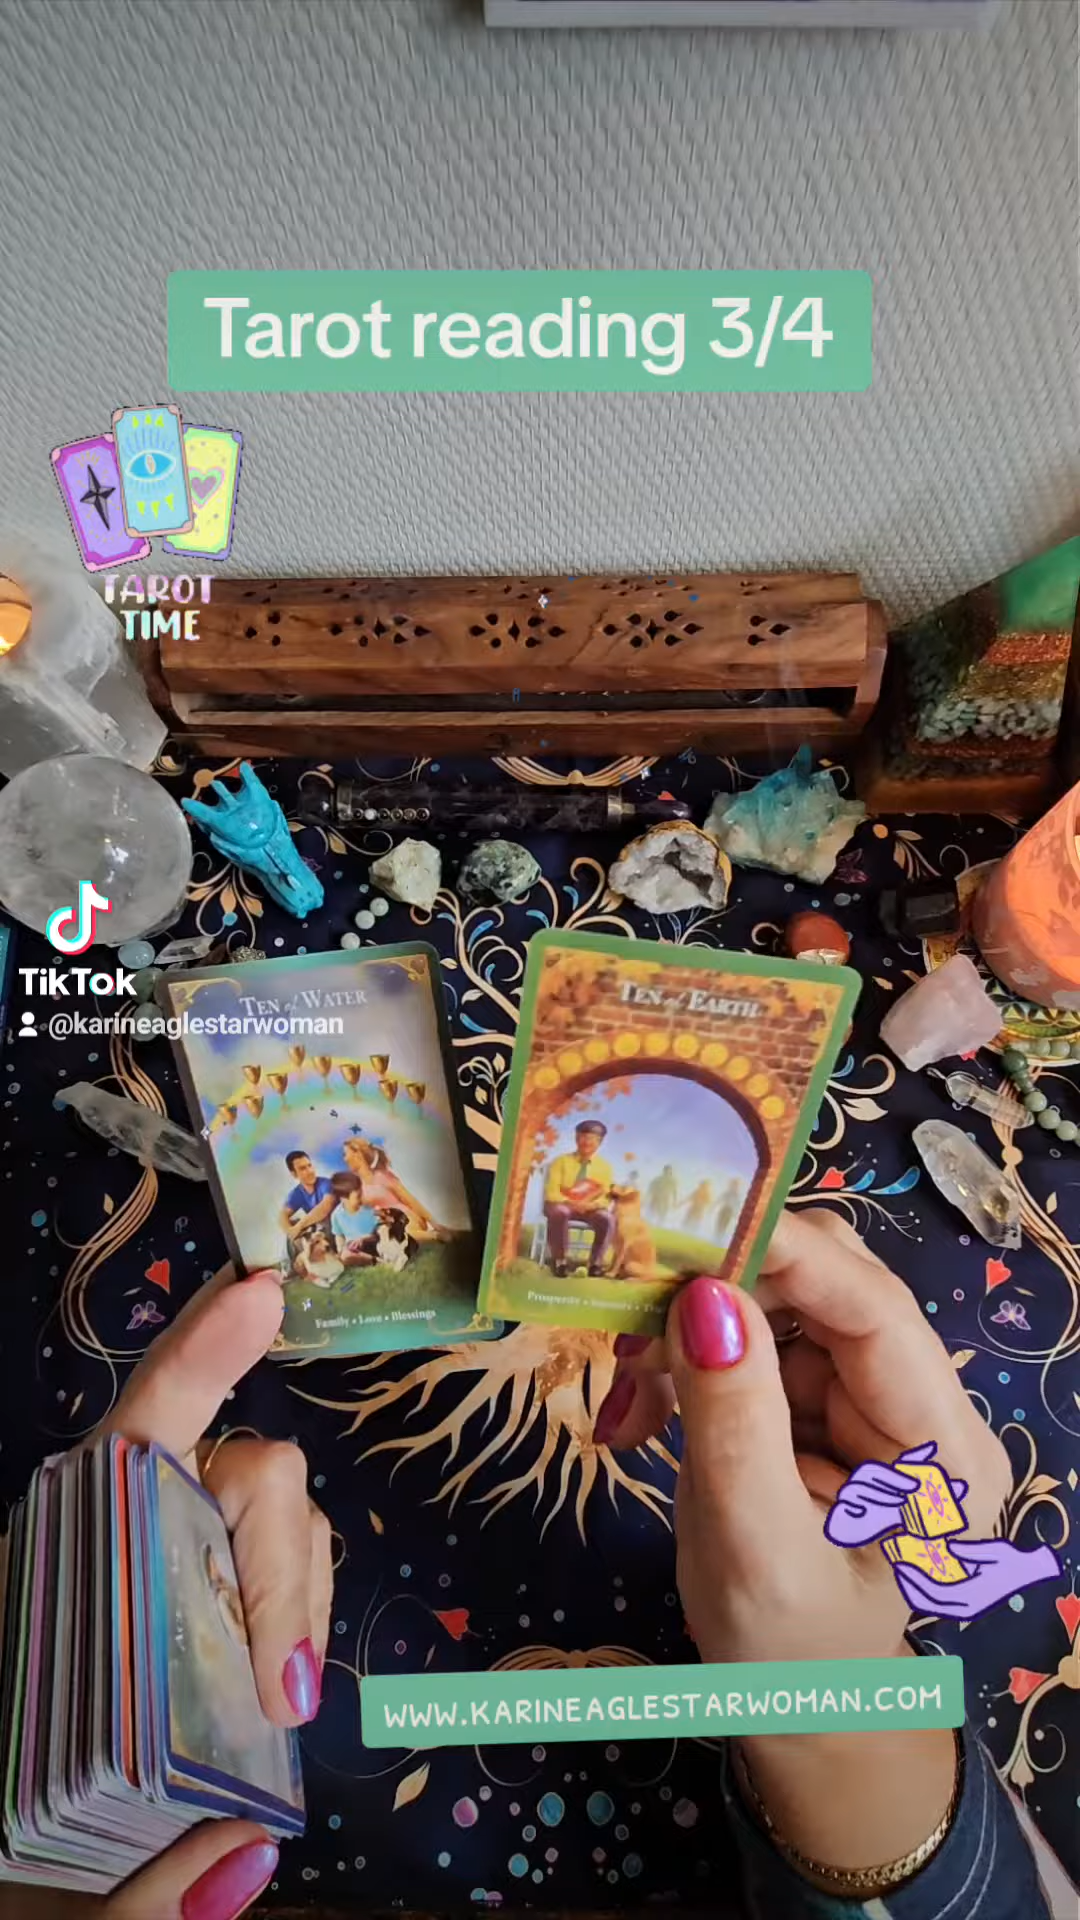 Tarot reading 3/4
TAROT
TIME
TikTok
@karineaglestarwoman
TEN of WATER
TEN of EARTH
Family • Love • Blessings
Prosperity •
WWW.KARINEAGLESTARWOMAN.COM